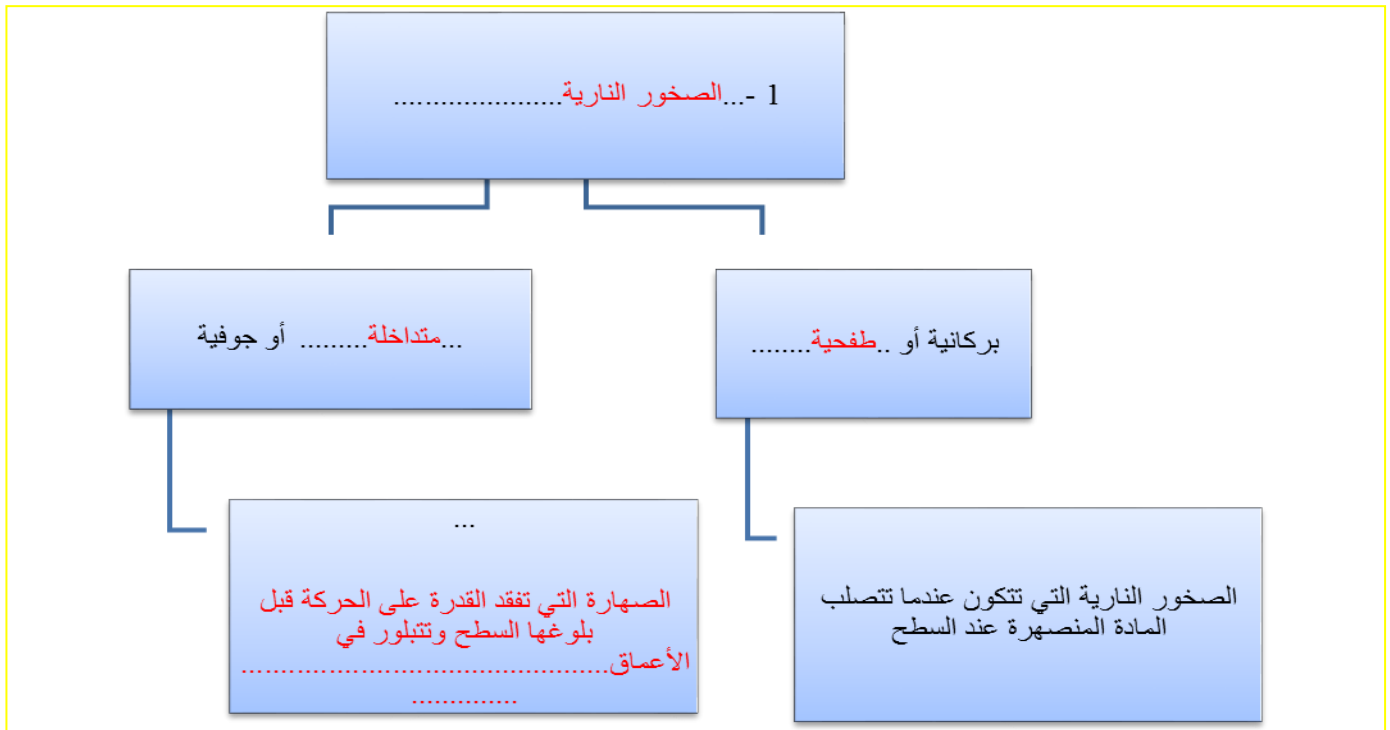 1 -...الصخور النارية......................
بركانية أو ..طفحية........
...متداخلة......... أو جوفية
الصخور النارية التي تتكون عندما تتصلب
المادة المنصهرة عند السطح
...
الصهارة التي تفقد القدرة على الحركة قبل
بلوغها السطح وتتبلور في
الأعماق...............................................
..............